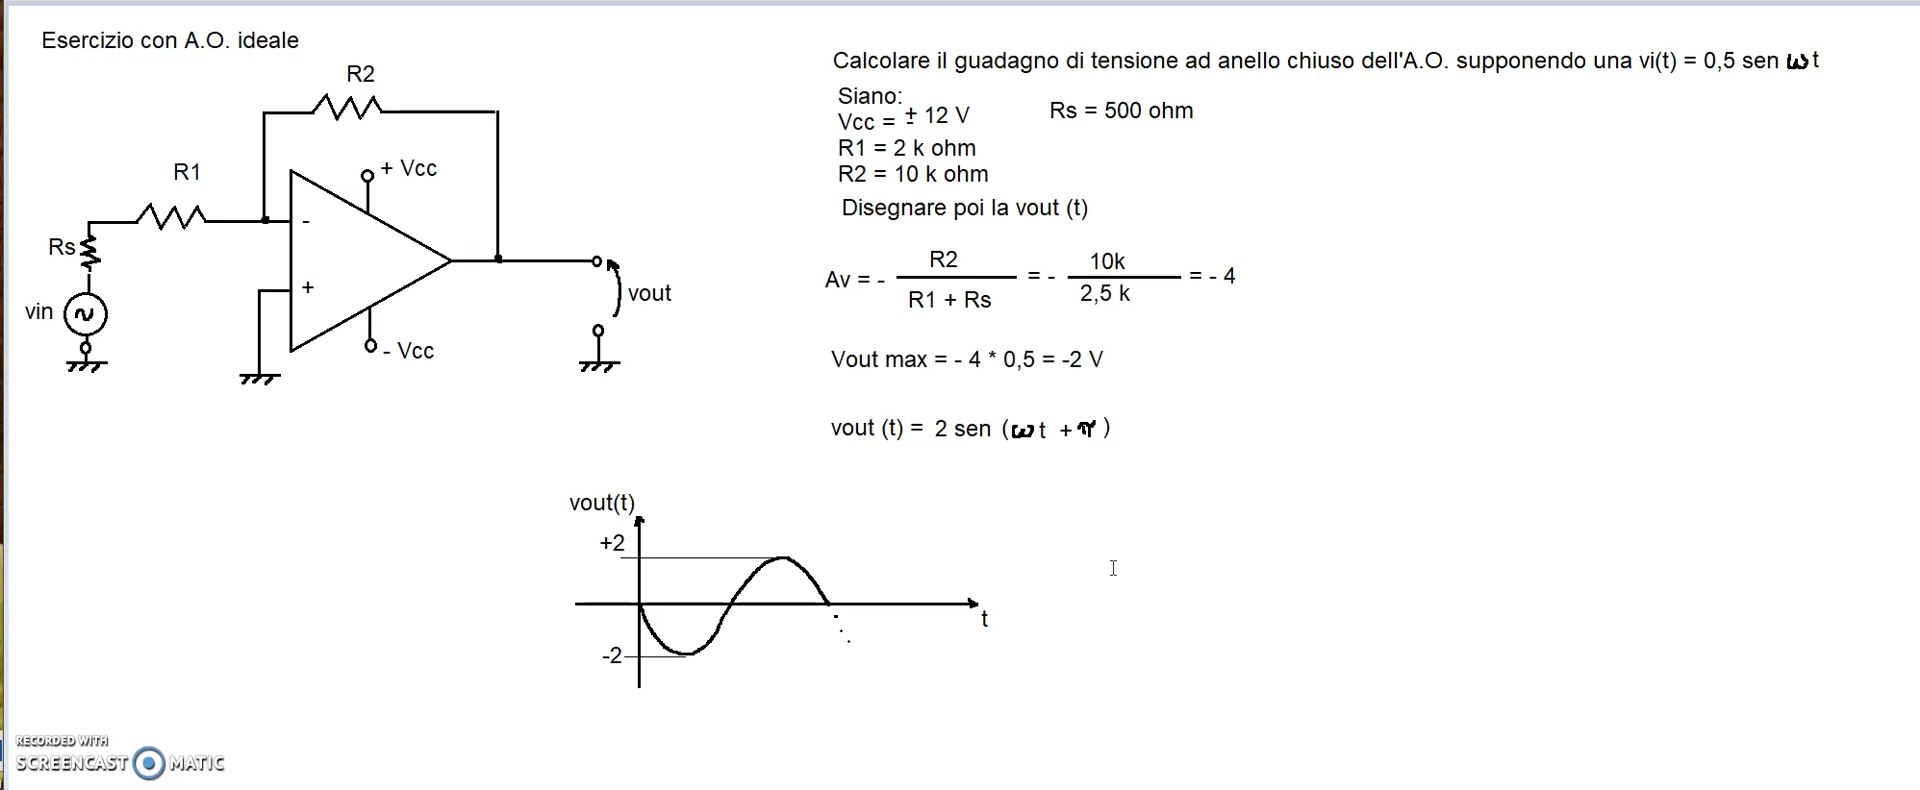 Esercizio con A.O. ideale
R2
R1
+ Vcc
-
Rs
+
vin
vout
- Vcc
Calcolare il guadagno di tensione ad anello chiuso dell'A.O. supponendo una vi(t) = 0,5 sen ωt
Siano:
Vcc = ± 12 V
Rs = 500 ohm
R1 = 2 k ohm
R2 = 10 k ohm
Disegnare poi la vout (t)
R2
10k
Av = -
= -
= - 4
R1 + Rs
2,5 k
Vout max = - 4 * 0,5 = -2 V
vout (t) = 2 sen (ωt + π)
vout(t)
+2
t
-2
RECORDED WITH
SCREENCAST MATIC